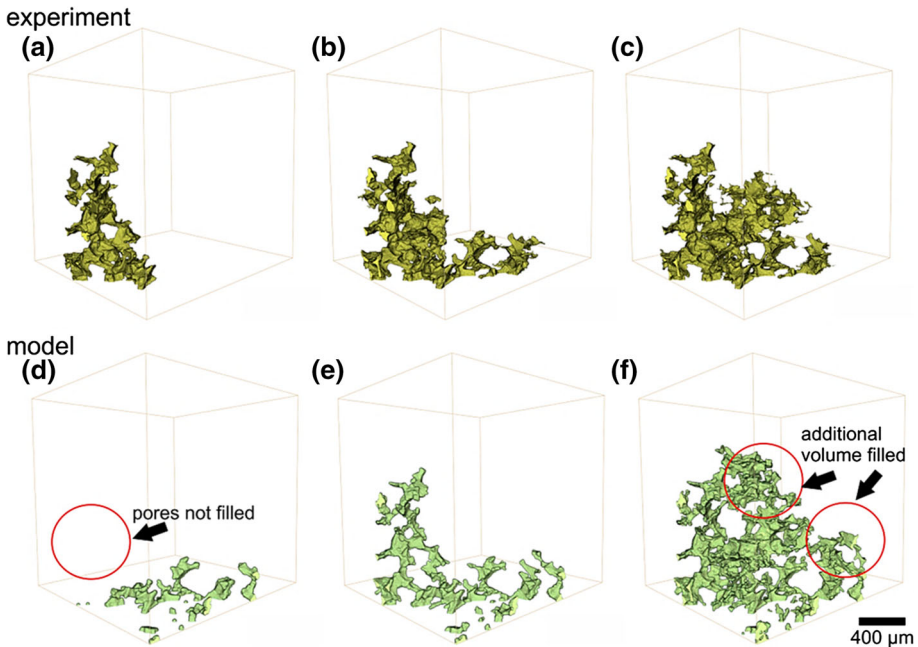 experiment
(a)
(b)
(c)
model
(d)
(e)
(f)
pores not filled
additional
volume filled
400 µm